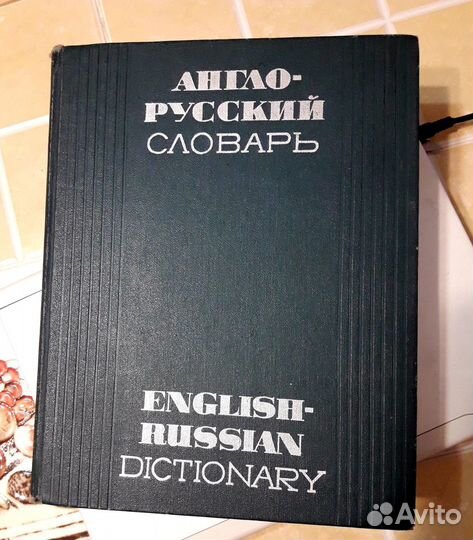 АНГЛО-
РУССКИЙ
СЛОВАРЬ
ENGLISH-
RUSSIAN
DICTIONARY
Avito